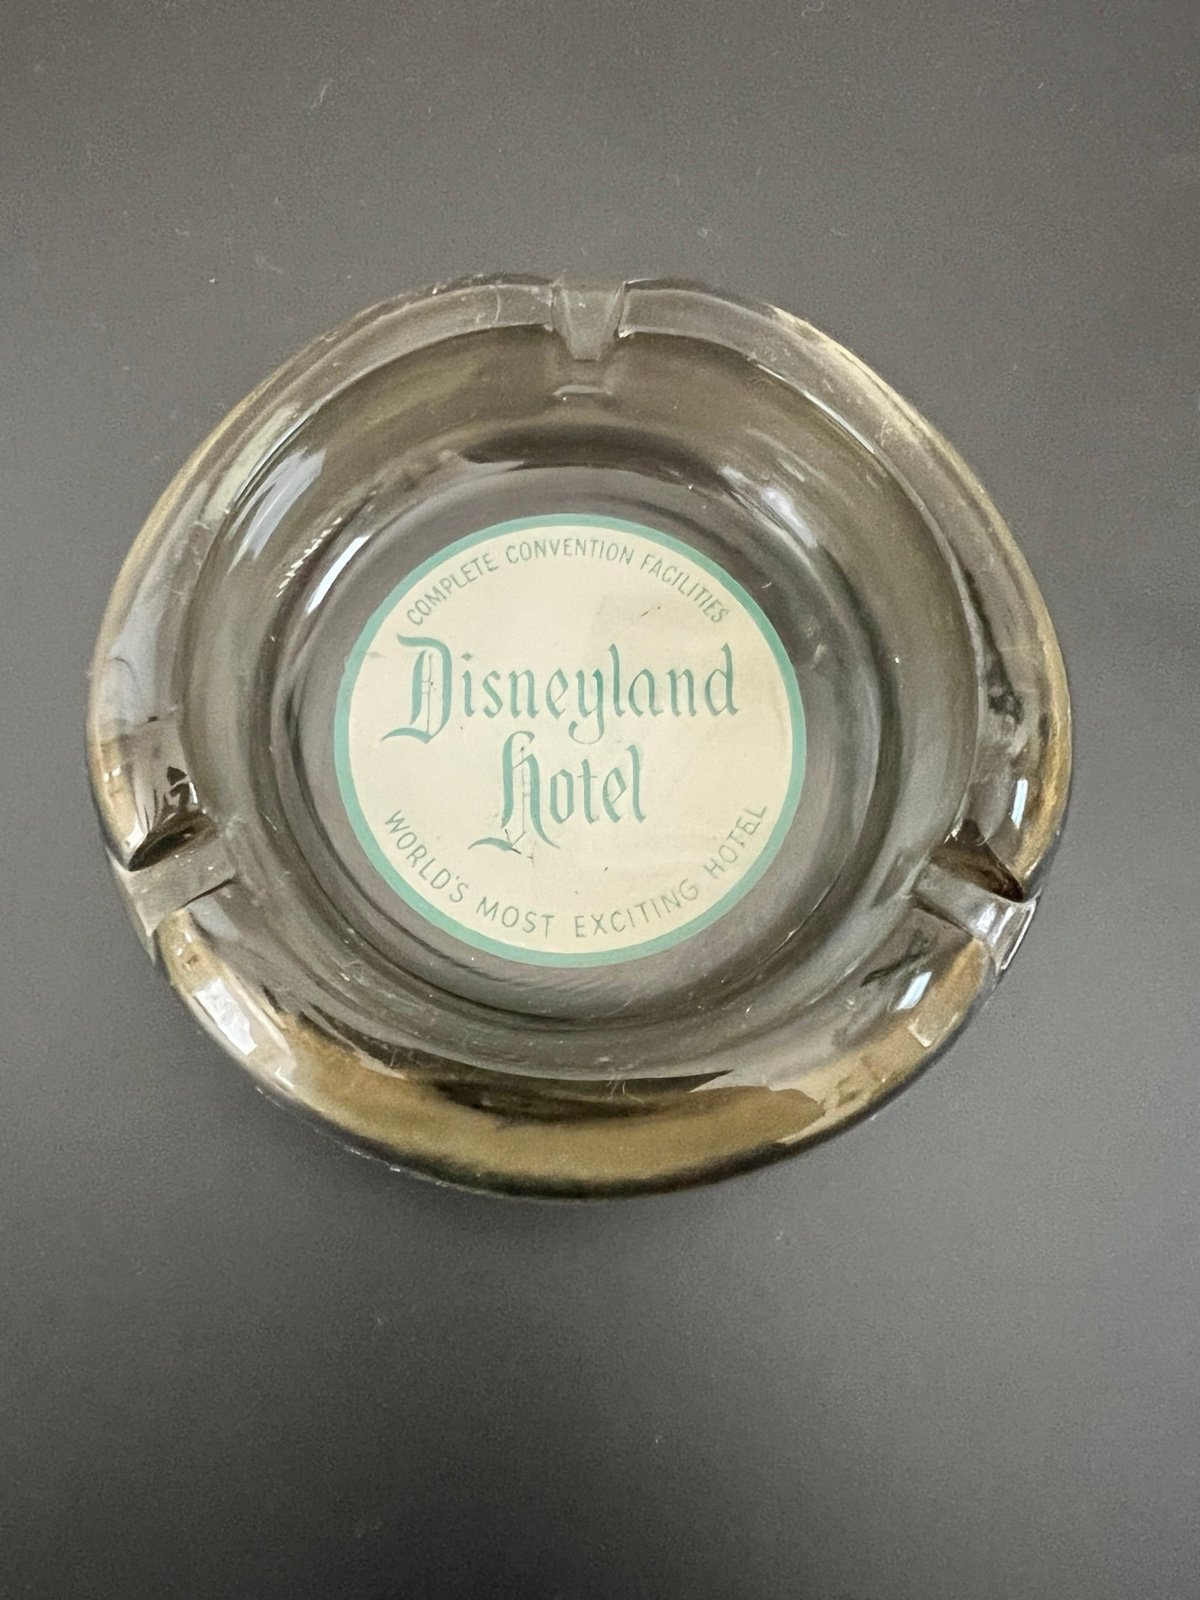 COMPLETE CONVENTION FACILITIES
Disneyland
Hotel
WORLD'S MOST EXCITING HOTEL